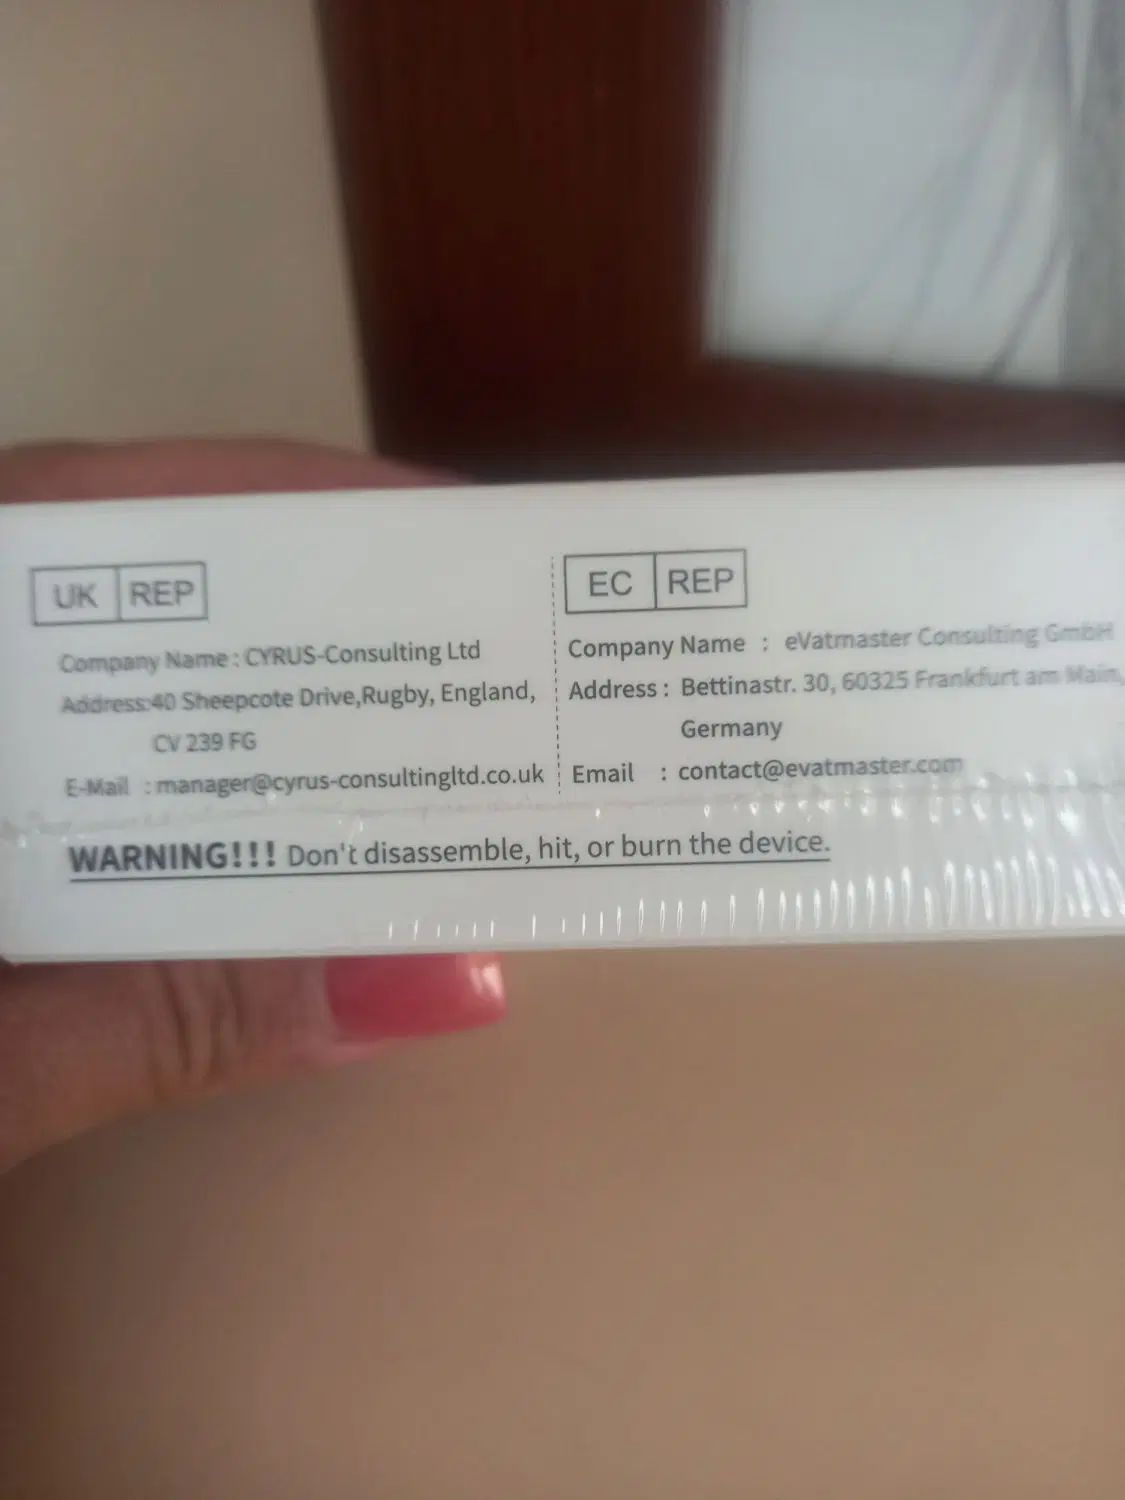 UK REP
Company Name : CYRUS-Consulting Ltd
Address:40 Sheepcote Drive,Rugby, England,
CV 239 FG
E-Mail : manager@cyrus-consultingltd.co.uk
EC REP
Company Name : eVatmaster Consulting GmbH
Address : Bettinastr. 30, 60325 Frankfurt am Main,
Germany
Email : contact@evatmaster.com
WARNING!!! Don't disassemble, hit, or burn the device.